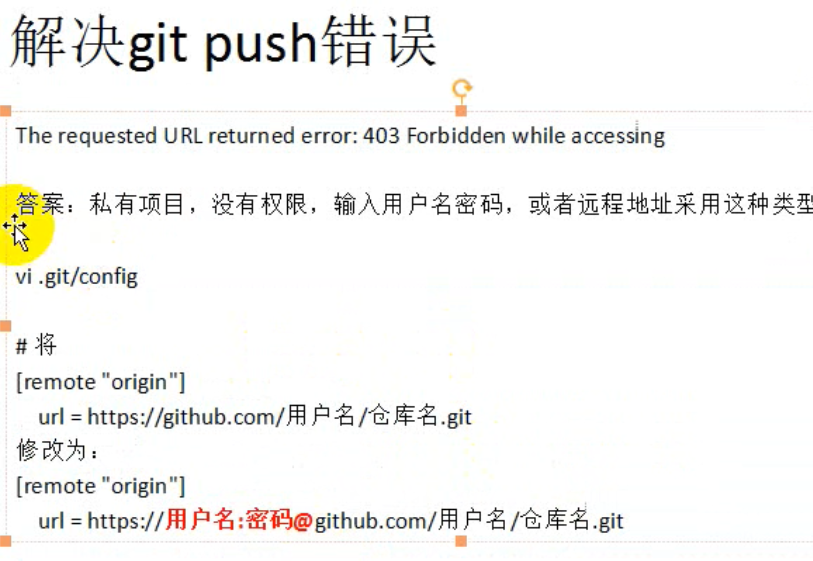 解决git push错误
The requested URL returned error: 403 Forbidden while accessing
答案：私有项目，没有权限，输入用户名密码，或者远程地址采用这种类型
vi .git/config
# 将
[remote "origin"]
url = https://github.com/用户名/仓库名.git
修改为：
[remote "origin"]
url = https://用户名:密码@github.com/用户名/仓库名.git